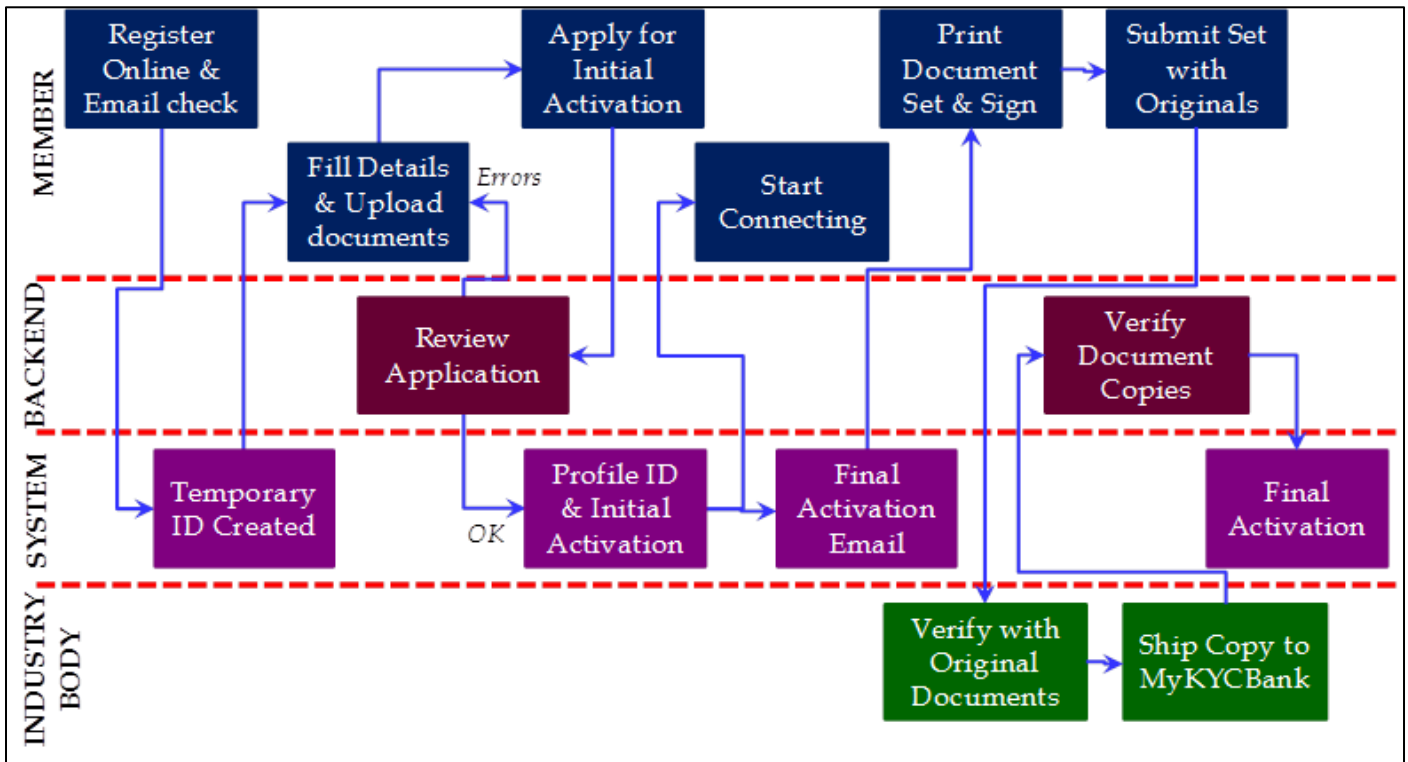 MEMBER
Register
Online &
Email check
Apply for
Initial
Activation
Print
Document
Set & Sign
Submit Set
with
Originals
Fill Details
& Upload
documents
Errors
Start
Connecting
BACKEND
Review
Application
Verify
Document
Copies
SYSTEM
Temporary
ID Created
OK
Profile ID
& Initial
Activation
Final
Activation
Email
Final
Activation
INDUSTRY
BODY
Verify with
Original
Documents
Ship Copy to
MyKYCBank